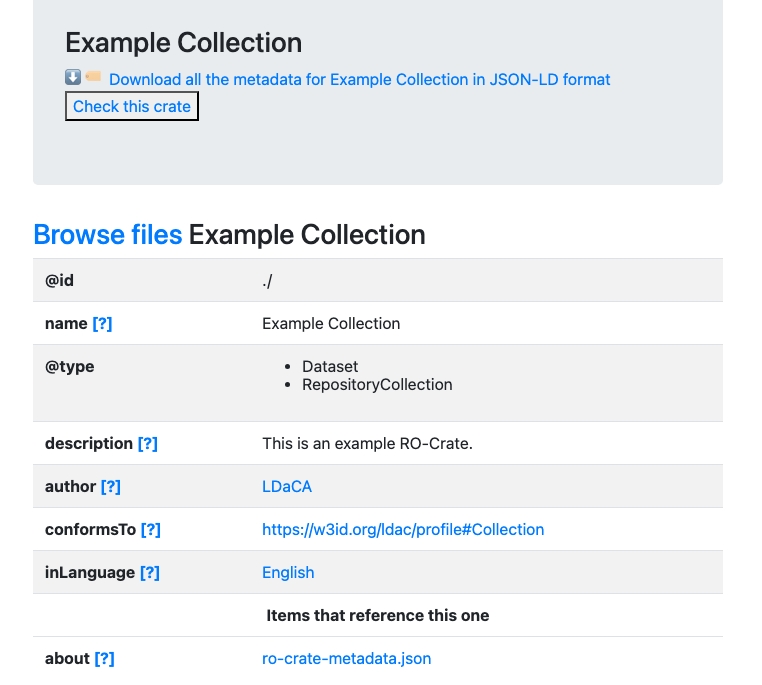 Example Collection
Download all the metadata for Example Collection in JSON-LD format
Check this crate
Browse files Example Collection
@id ./
name [?] Example Collection
@type • Dataset
• RepositoryCollection
description [?] This is an example RO-Crate.
author [?] LDaCA
conformsTo [?] https://w3id.org/ldac/profile#Collection
inLanguage [?] English
Items that reference this one
about [?] ro-crate-metadata.json